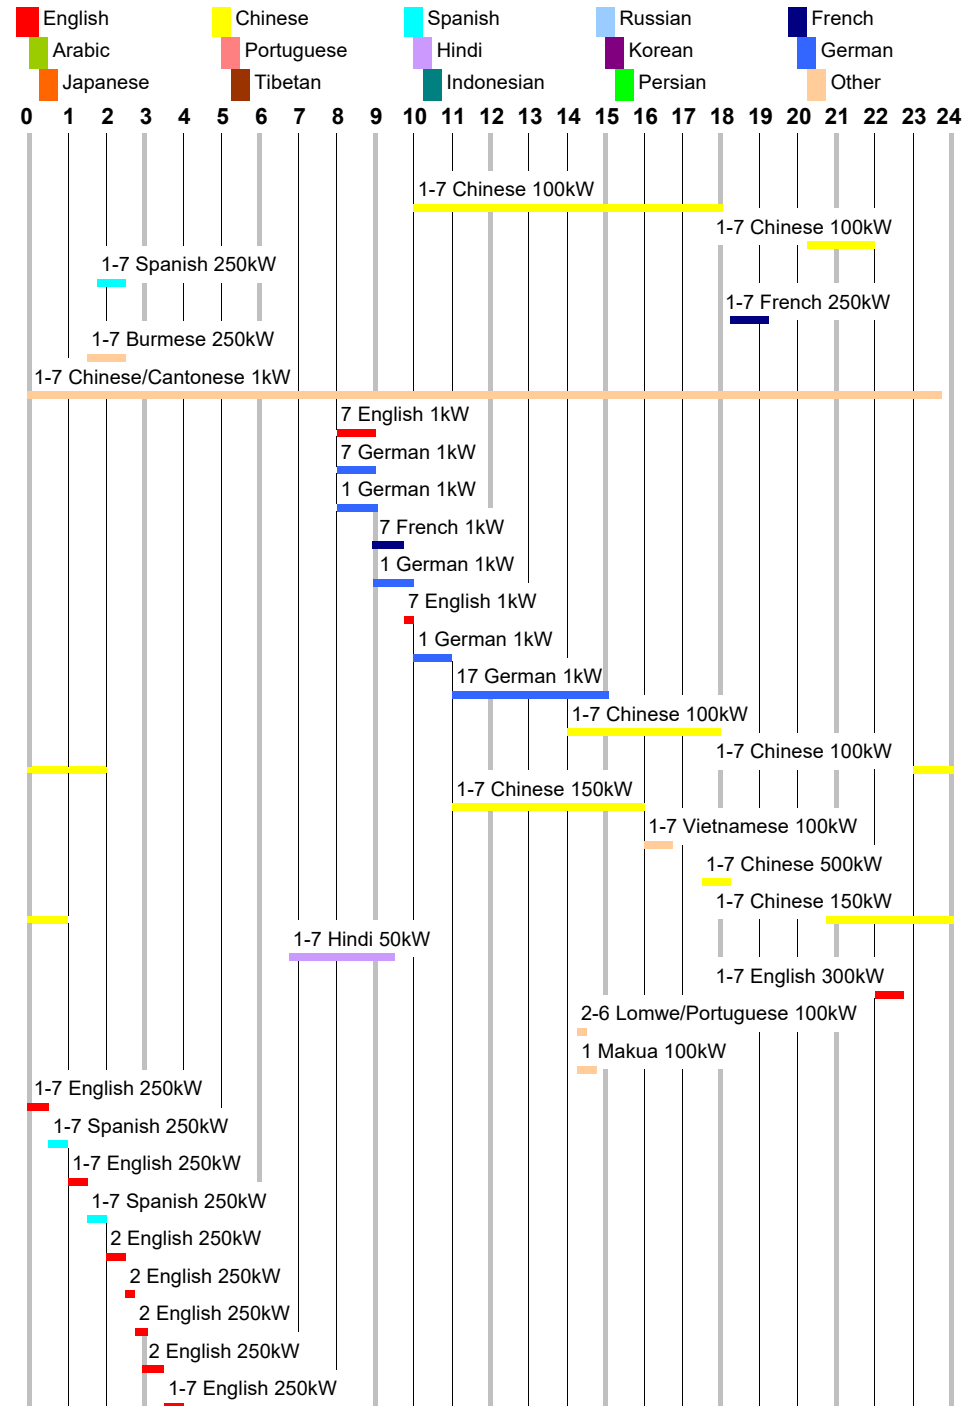 English Chinese Spanish Russian French
Arabic Portuguese Hindi Korean German
Japanese Tibetan Indonesian Persian Other
0 1 2 3 4 5 6 7 8 9 10 11 12 13 14 15 16 17 18 19 20 21 22 23 24
1-7 Chinese 100kW
1-7 Chinese 100kW
1-7 Spanish 250kW
1-7 French 250kW
1-7 Burmese 250kW
1-7 Chinese/Cantonese 1kW
7 English 1kW
7 German 1kW
1 German 1kW
7 French 1kW
1 German 1kW
7 English 1kW
1 German 1kW
17 German 1kW
1-7 Chinese 100kW
1-7 Chinese 100kW
1-7 Chinese 150kW
1-7 Vietnamese 100kW
1-7 Chinese 500kW
1-7 Chinese 150kW
1-7 Hindi 50kW
1-7 English 300kW
2-6 Lomwe/Portuguese 100kW
1 Makua 100kW
1-7 English 250kW
1-7 Spanish 250kW
1-7 English 250kW
1-7 Spanish 250kW
2 English 250kW
2 English 250kW
2 English 250kW
2 English 250kW
1-7 English 250kW